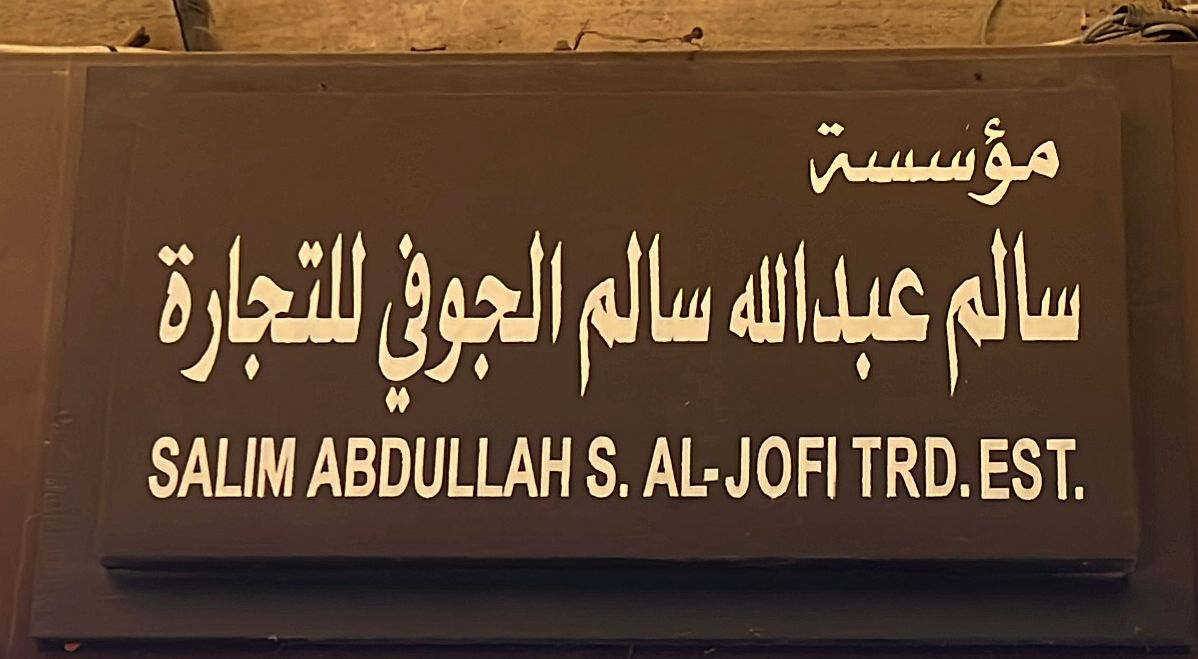 مؤسسة
سالم عبدالله سالم الجوفي للتجارة
SALIM ABDULLAH S. AL-JOFI TRD. EST.